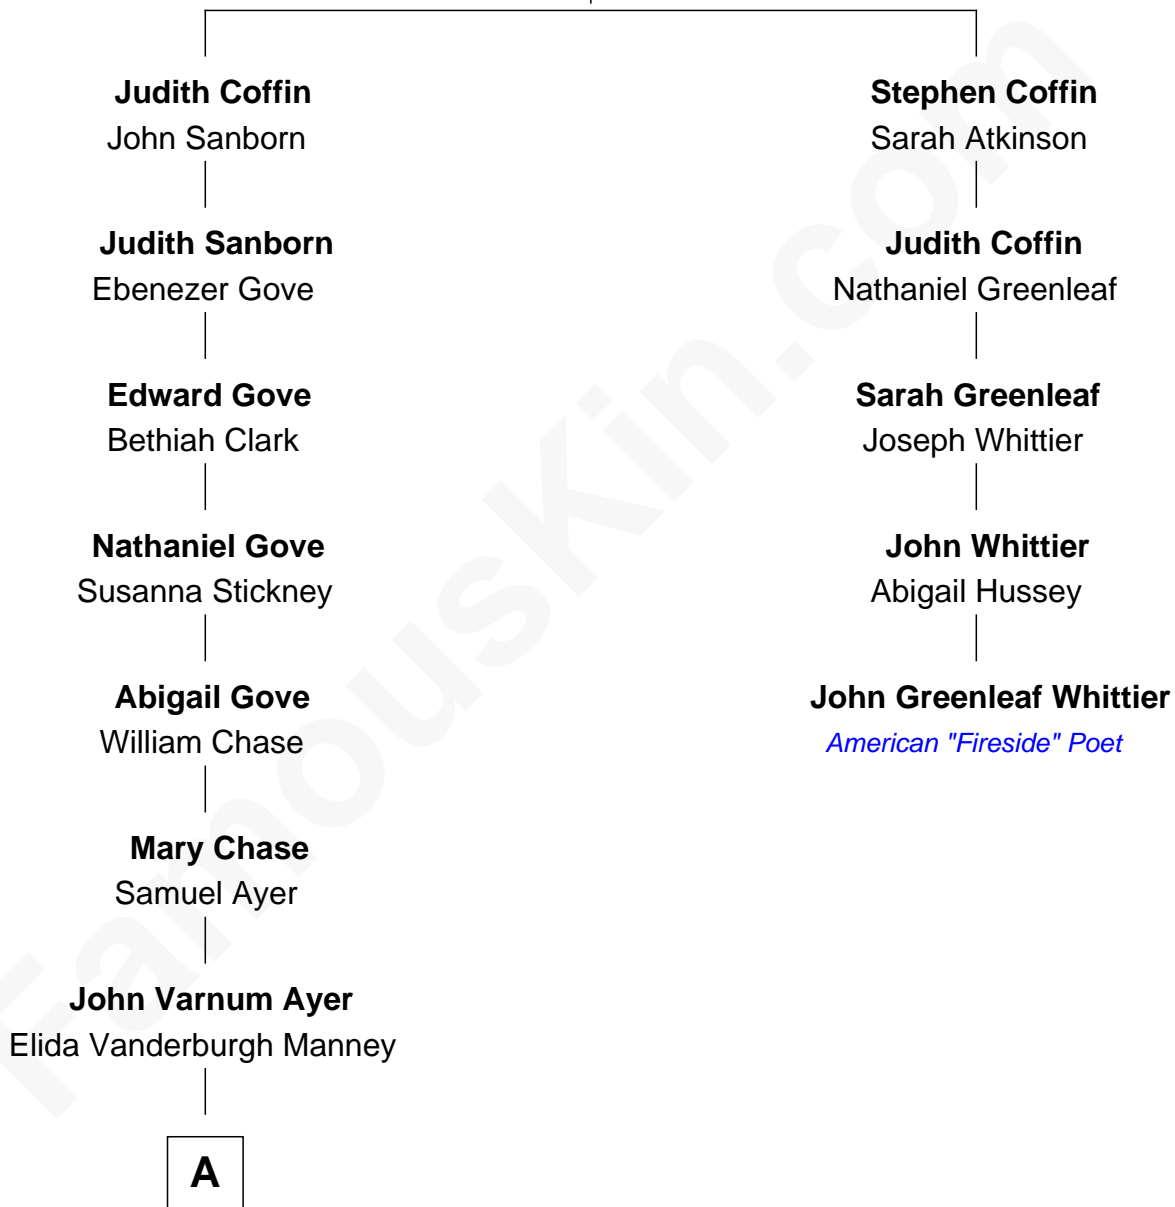 Judith Coffin
John Sanborn
Stephen Coffin
Sarah Atkinson
Judith Sanborn
Ebenezer Gove
Judith Coffin
Nathaniel Greenleaf
Edward Gove
Bethiah Clark
Sarah Greenleaf
Joseph Whittier
Nathaniel Gove
Susanna Stickney
John Whittier
Abigail Hussey
Abigail Gove
William Chase
John Greenleaf Whittier
American "Fireside" Poet
Mary Chase
Samuel Ayer
John Varnum Ayer
Elida Vanderburgh Manney
A
FamousKin.com